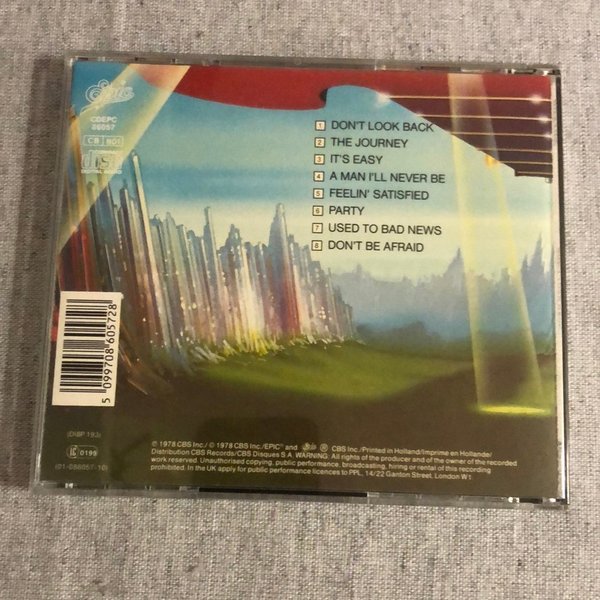 Epic
CDEPC
86057
CB 801
COMPACT
disc
DIGITAL AUDIO
1 DON'T LOOK BACK
2 THE JOURNEY
3 IT'S EASY
4 A MAN I'LL NEVER BE
5 FEELIN' SATISFIED
6 PARTY
7 USED TO BAD NEWS
8 DON'T BE AFRAID
5 099708 605728
(DIBP 193)
LC 0199
(01-086057-10)
℗ 1978 CBS Inc./ © 1978 CBS Inc./EPIC® and Epic ® CBS Inc./Printed in Holland/Imprime en Hollande/
Distribution CBS Records/CBS Disques S.A. WARNING. All rights of the producer and of the owner of the recorded
work reserved. Unauthorised copying, public performance, broadcasting, hiring or rental of this recording
prohibited. In the UK apply for public performance licences to PPL, 14/22 Ganton Street, London W1